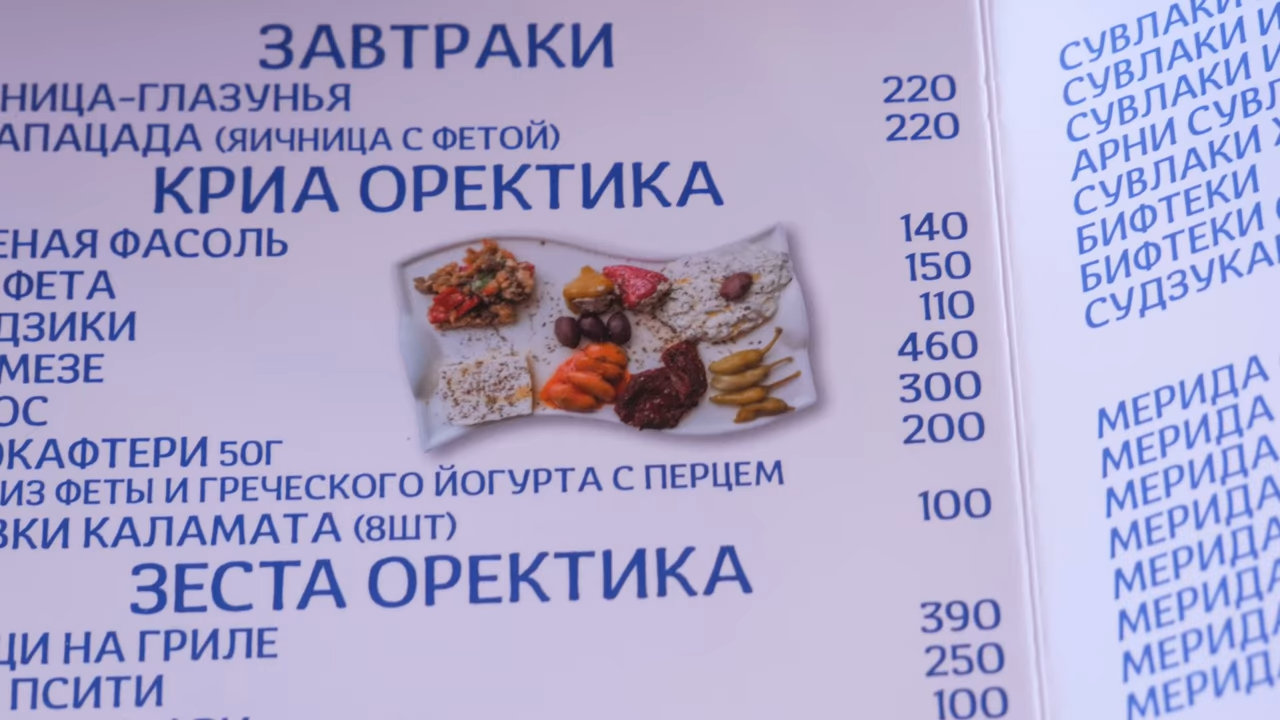 ЗАВТРАКИ
НИЦА-ГЛАЗУНЬЯ 220
АПАЦАДА (ЯИЧНИЦА С ФЕТОЙ) 220
КРИА ОРЕКТИКА
ЕНАЯ ФАСОЛЬ 140
ФЕТА 150
ДЗИКИ 110
МЕЗЕ 460
ОС 300
ОКАФТЕРИ 50Г 200
ИЗ ФЕТЫ И ГРЕЧЕСКОГО ЙОГУРТА С ПЕРЦЕМ
ВКИ КАЛАМАТА (8ШТ) 100
ЗЕСТА ОРЕКТИКА
ЩИ НА ГРИЛЕ 390
ПСИТИ 250
100
СУВЛАКИ
СУВЛАКИ И
СУВЛАКИ И
АРНИ СУВЛ
СУВЛАКИ Х
БИФТЕКИ
БИФТЕКИ
СУДЗУКА
МЕРИДА
МЕРИДА
МЕРИДА
МЕРИДА
МЕРИДА
МЕРИДА
МЕРИДА
МЕРИДА